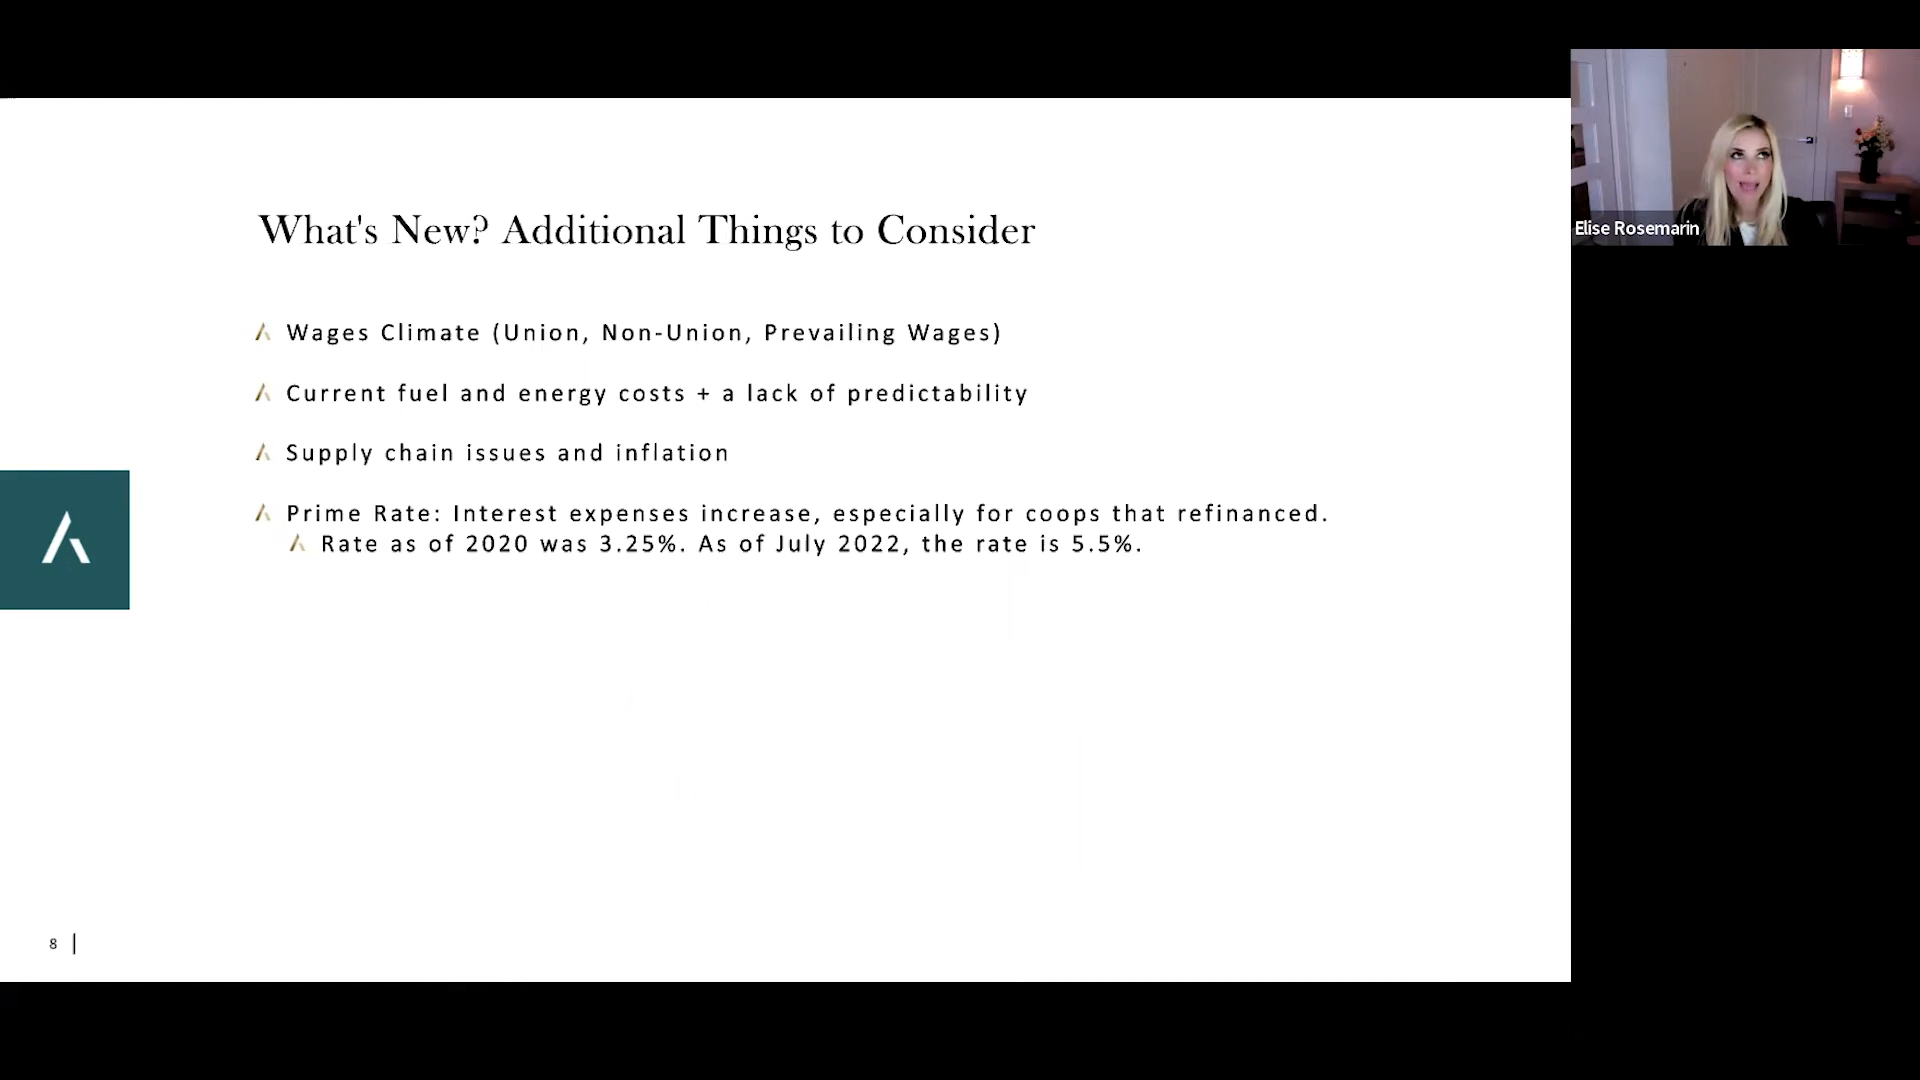 What's New? Additional Things to Consider
Wages Climate (Union, Non-Union, Prevailing Wages)
Current fuel and energy costs + a lack of predictability
Supply chain issues and inflation
Prime Rate: Interest expenses increase, especially for coops that refinanced.
Rate as of 2020 was 3.25%. As of July 2022, the rate is 5.5%.
8
Elise Rosemarin